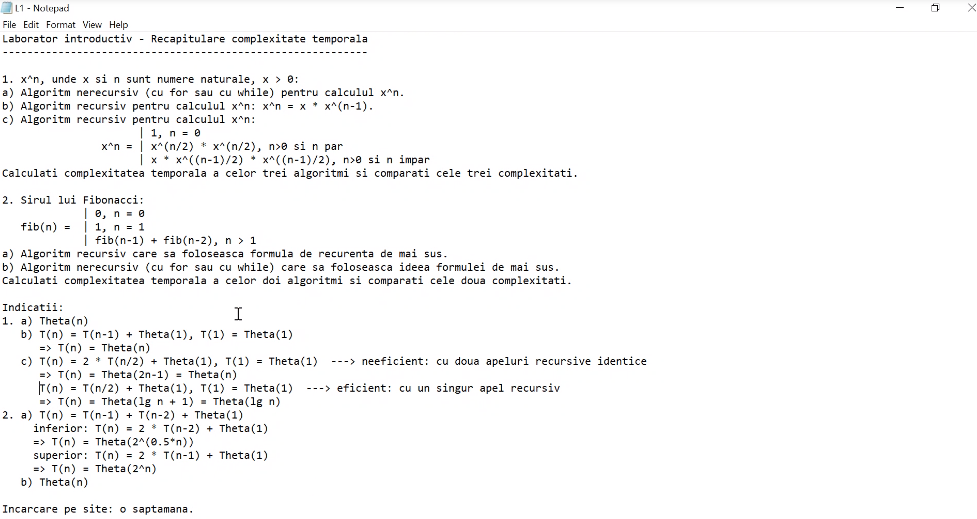 L1 - Notepad
File Edit Format View Help
Laborator introductiv - Recapitulare complexitate temporala
-----------------------------------------------------------
1. x^n, unde x si n sunt numere naturale, x > 0:
a) Algoritm nerecursiv (cu for sau cu while) pentru calculul x^n.
b) Algoritm recursiv pentru calculul x^n: x^n = x * x^(n-1).
c) Algoritm recursiv pentru calculul x^n:
| 1, n = 0
x^n = | x^(n/2) * x^(n/2), n>0 si n par
| x * x^((n-1)/2) * x^((n-1)/2), n>0 si n impar
Calculati complexitatea temporala a celor trei algoritmi si comparati cele trei complexitati.
2. Sirul lui Fibonacci:
| 0, n = 0
fib(n) = | 1, n = 1
| fib(n-1) + fib(n-2), n > 1
a) Algoritm recursiv care sa foloseasca formula de recurenta de mai sus.
b) Algoritm nerecursiv (cu for sau cu while) care sa foloseasca ideea formulei de mai sus.
Calculati complexitatea temporala a celor doi algoritmi si comparati cele doua complexitati.
Indicatii:
1. a) Theta(n)
b) T(n) = T(n-1) + Theta(1), T(1) = Theta(1)
=> T(n) = Theta(n)
c) T(n) = 2 * T(n/2) + Theta(1), T(1) = Theta(1) ---> neeficient: cu doua apeluri recursive identice
=> T(n) = Theta(2n-1) = Theta(n)
T(n) = T(n/2) + Theta(1), T(1) = Theta(1) ---> eficient: cu un singur apel recursiv
=> T(n) = Theta(lg n + 1) = Theta(lg n)
2. a) T(n) = T(n-1) + T(n-2) + Theta(1)
inferior: T(n) = 2 * T(n-2) + Theta(1)
=> T(n) = Theta(2^(0.5*n))
superior: T(n) = 2 * T(n-1) + Theta(1)
=> T(n) = Theta(2^n)
b) Theta(n)
Incarcare pe site: o saptamana.